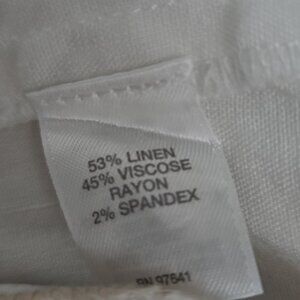 53% LINEN
45% VISCOSE
RAYON
2% SPANDEX
RN 97641